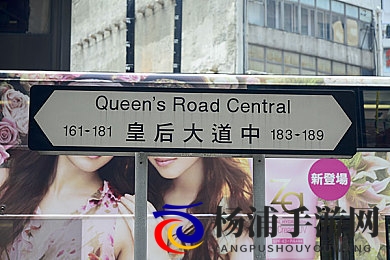 Queen's Road Central
161-181 皇后大道中 183-189
新登場
杨浦手游网
YANGPUSHOUYOUWANG